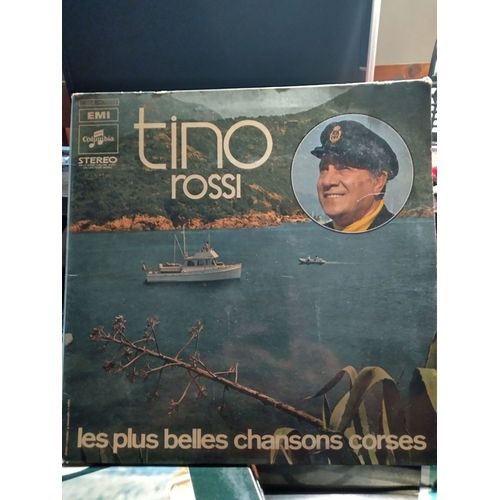 EMI
Columbia
STEREO
tino
rossi
les plus belles chansons corses